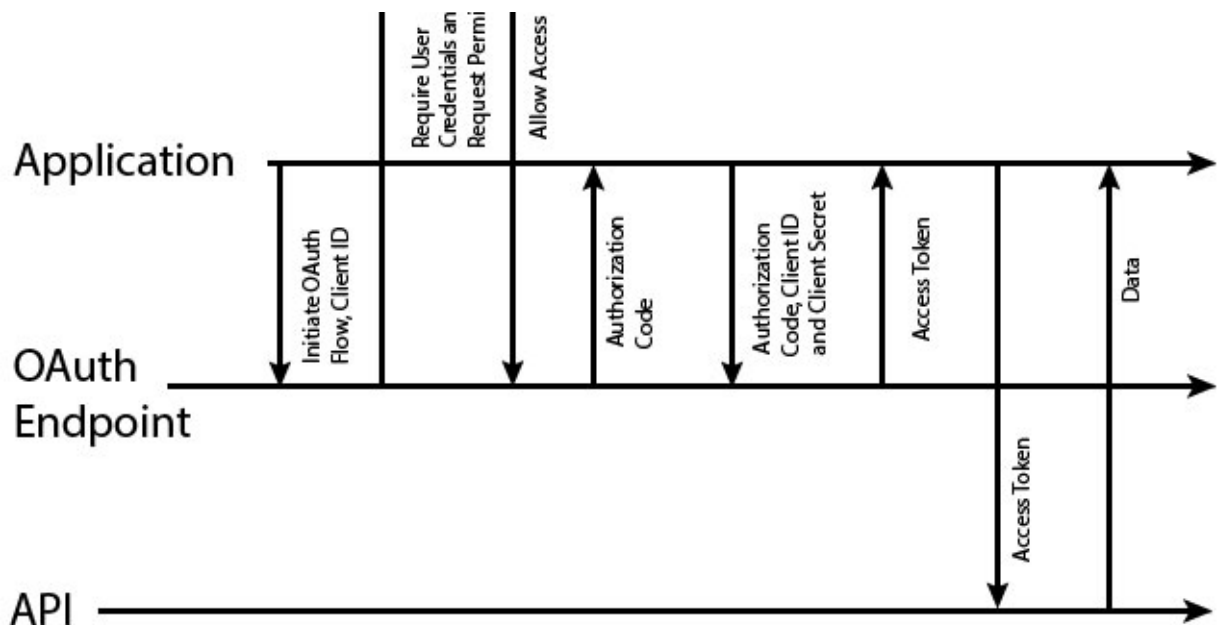 Require User
Credentials an
Request Permi
Allow Access
Application
Initiate OAuth
Flow, Client ID
Authorization
Code
Authorization
Code, Client ID
and Client Secret
Access Token
Data
OAuth
Endpoint
Access Token
API